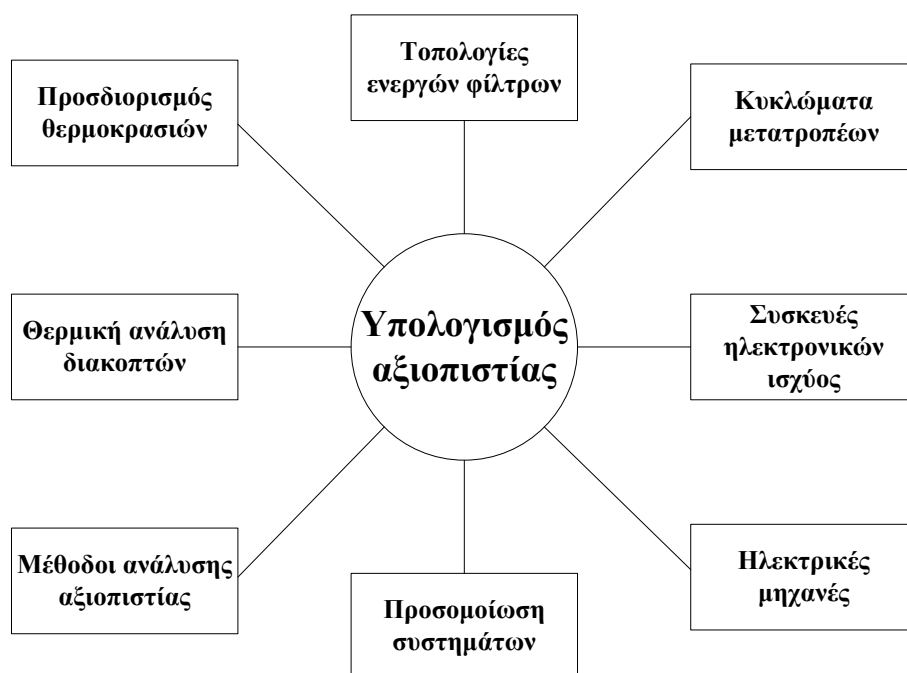 Τοπολογίες
ενεργών φίλτρων
Προσδιορισμός
θερμοκρασιών
Κυκλώματα
μετατροπέων
Θερμική ανάλυση
διακοπτών
Υπολογισμός
αξιοπιστίας
Συσκευές
ηλεκτρονικών
ισχύος
Μέθοδοι ανάλυσης
αξιοπιστίας
Προσομοίωση
συστημάτων
Ηλεκτρικές
μηχανές